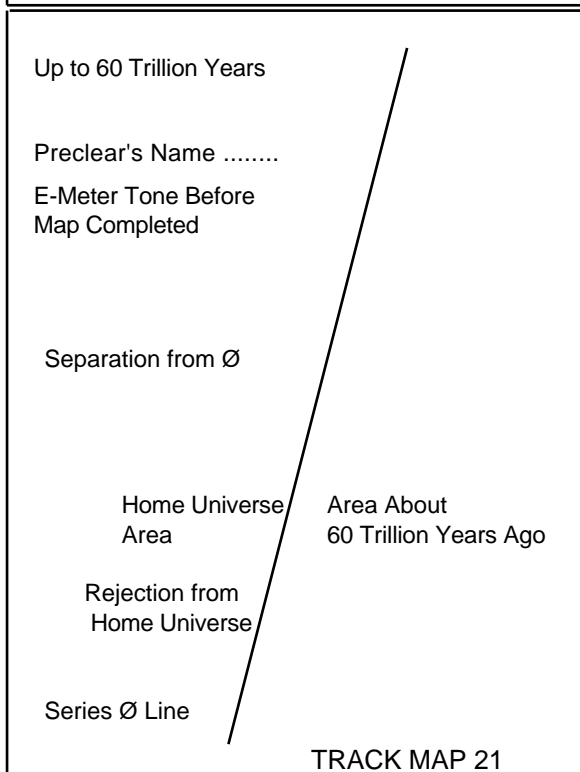 Up to 60 Trillion Years
Preclear's Name ........
E-Meter Tone Before
Map Completed
Separation from Ø
Home Universe
Area
Area About
60 Trillion Years Ago
Rejection from
Home Universe
Series Ø Line
TRACK MAP 21